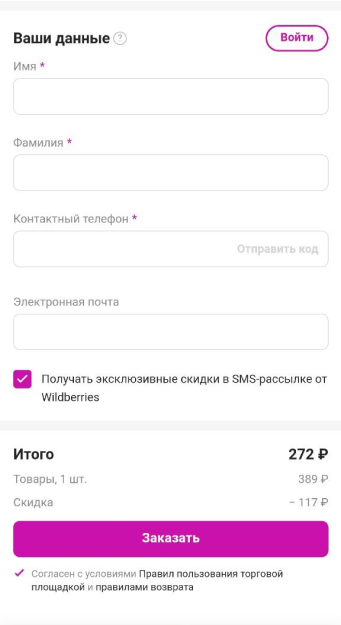 Ваши данные ? Войти
Имя *
Фамилия *
Контактный телефон *
Отправить код
Электронная почта
Получать эксклюзивные скидки в SMS-рассылке от
Wildberries
Итого 272 ₽
Товары, 1 шт. 389 ₽
Скидка − 117 ₽
Заказать
Согласен с условиями Правил пользования торговой
площадкой и правилами возврата